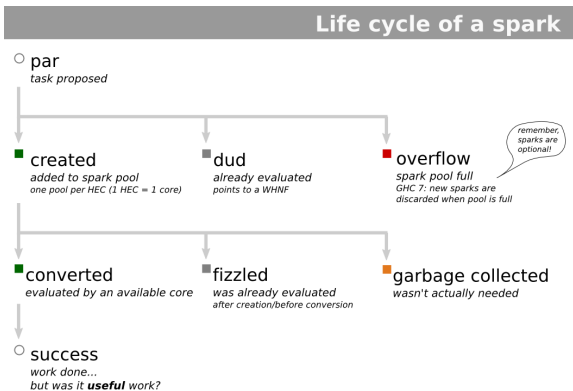 Life cycle of a spark
par
task proposed
remember,
sparks are
optional!
created
added to spark pool
one pool per HEC (1 HEC = 1 core)
dud
already evaluated
points to a WHNF
overflow
spark pool full
GHC 7: new sparks are
discarded when pool is full
converted
evaluated by an available core
fizzled
was already evaluated
after creation/before conversion
garbage collected
wasn't actually needed
success
work done...
but was it useful work?